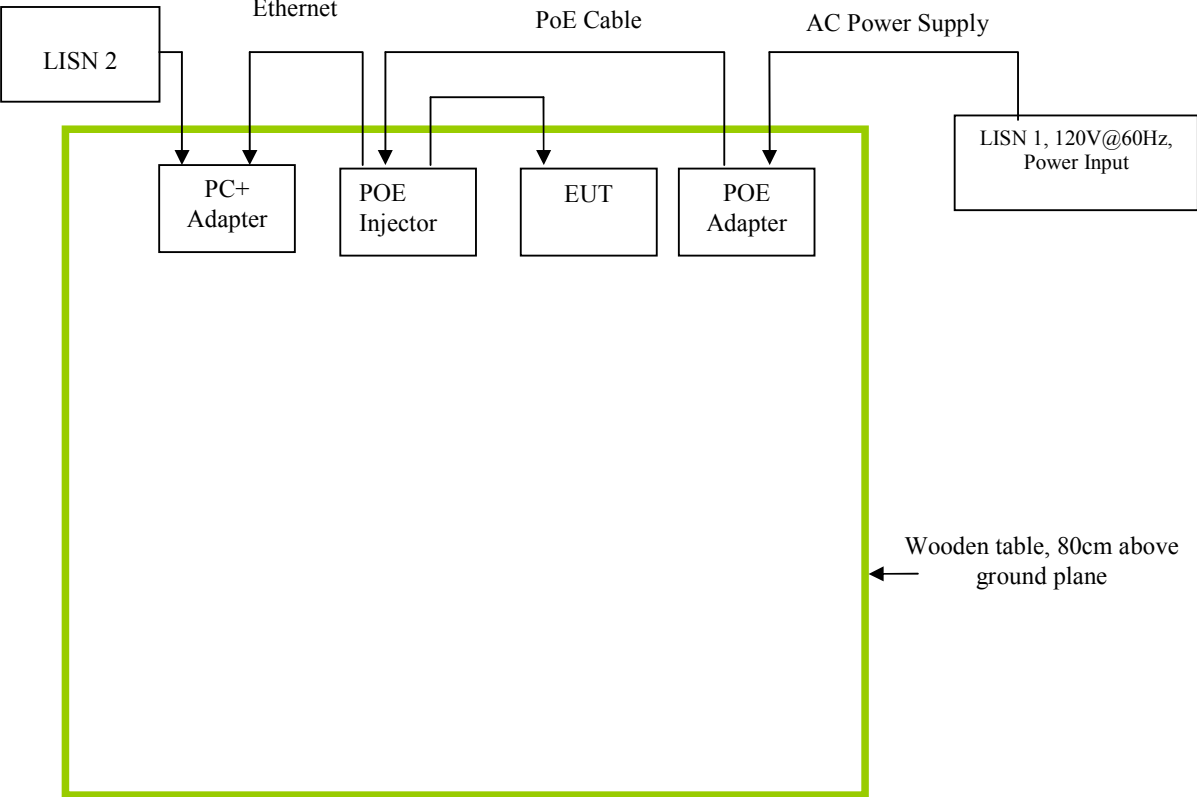 Ethernet
PoE Cable
AC Power Supply
LISN 2
LISN 1, 120V@60Hz,
Power Input
PC+
Adapter
POE
Injector
EUT
POE
Adapter
Wooden table, 80cm above
ground plane